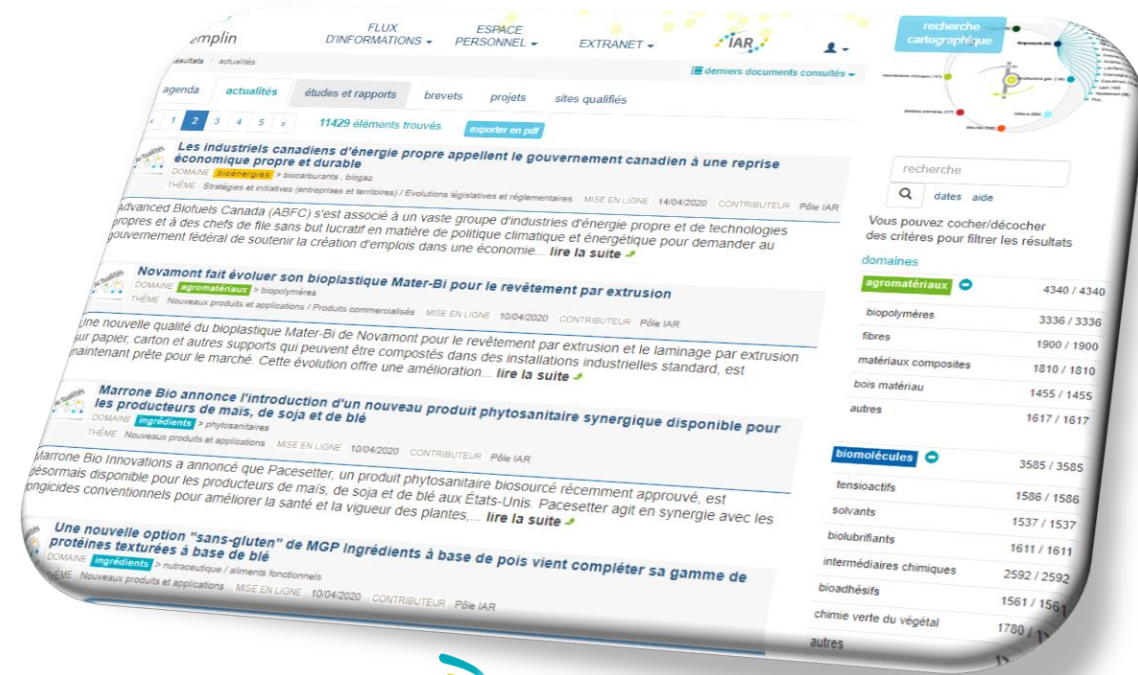 emplin
FLUX
D'INFORMATIONS
ESPACE
PERSONNEL
EXTRANET
IAR
recherche
cartographique
résultats / actualités
derniers documents consultés
agenda actualités études et rapports brevets projets sites qualifiés
« 1 2 3 4 5 » 11429 éléments trouvés exporter en pdf
Actualités
Les industriels canadiens d'énergie propre appellent le gouvernement canadien à une reprise
économique propre et durable
DOMAINE bioénergies > biocarburants , biogaz
THÈME Stratégies et initiatives (entreprises et territoires) / Evolutions législatives et réglementaires MISE EN LIGNE 14/04/2020 CONTRIBUTEUR Pôle IAR
Advanced Biofuels Canada (ABFC) s'est associé à un vaste groupe d'industries d'énergie propre et de technologies
propres et à des chefs de file sans but lucratif en matière de politique climatique et énergétique pour demander au
gouvernement fédéral de soutenir la création d'emplois dans une économie... lire la suite
Actualités
Novamont fait évoluer son bioplastique Mater-Bi pour le revêtement par extrusion
DOMAINE agromatériaux > biopolymères
THÈME Nouveaux produits et applications / Produits commercialisés MISE EN LIGNE 10/04/2020 CONTRIBUTEUR Pôle IAR
Une nouvelle qualité du bioplastique Mater-Bi de Novamont pour le revêtement par extrusion et le laminage par extrusion
sur papier, carton et autres supports qui peuvent être compostés dans des installations industrielles standard, est
maintenant prête pour le marché. Cette évolution offre une amélioration... lire la suite
Actualités
Marrone Bio annonce l'introduction d'un nouveau produit phytosanitaire synergique disponible pour
les producteurs de maïs, de soja et de blé
DOMAINE ingrédients > phytosanitaires
THÈME Nouveaux produits et applications MISE EN LIGNE 10/04/2020 CONTRIBUTEUR Pôle IAR
Marrone Bio Innovations a annoncé que Pacesetter, un produit phytosanitaire biosourcé récemment approuvé, est
désormais disponible pour les producteurs de maïs, de soja et de blé aux États-Unis. Pacesetter agit en synergie avec les
fongicides conventionnels pour améliorer la santé et la vigueur des plantes,... lire la suite
Une nouvelle option "sans-gluten" de MGP Ingrédients à base de pois vient compléter sa gamme de
protéines texturées à base de blé
DOMAINE ingrédients > nutraceutique / aliments fonctionnels
THÈME Nouveaux produits et applications MISE EN LIGNE 10/04/2020 CONTRIBUTEUR Pôle IAR
recherche
dates aide
Vous pouvez cocher/décocher
des critères pour filtrer les résultats
domaines
agromatériaux 4340 / 4340
biopolymères 3336 / 3336
fibres 1900 / 1900
matériaux composites 1810 / 1810
bois matériau 1455 / 1455
autres 1617 / 1617
biomolécules 3585 / 3585
tensioactifs 1586 / 1586
solvants 1537 / 1537
biolubrifiants 1611 / 1611
intermédiaires chimiques 2592 / 2592
bioadhésifs 1561 / 1561
chimie verte du végétal 1780 /
autres